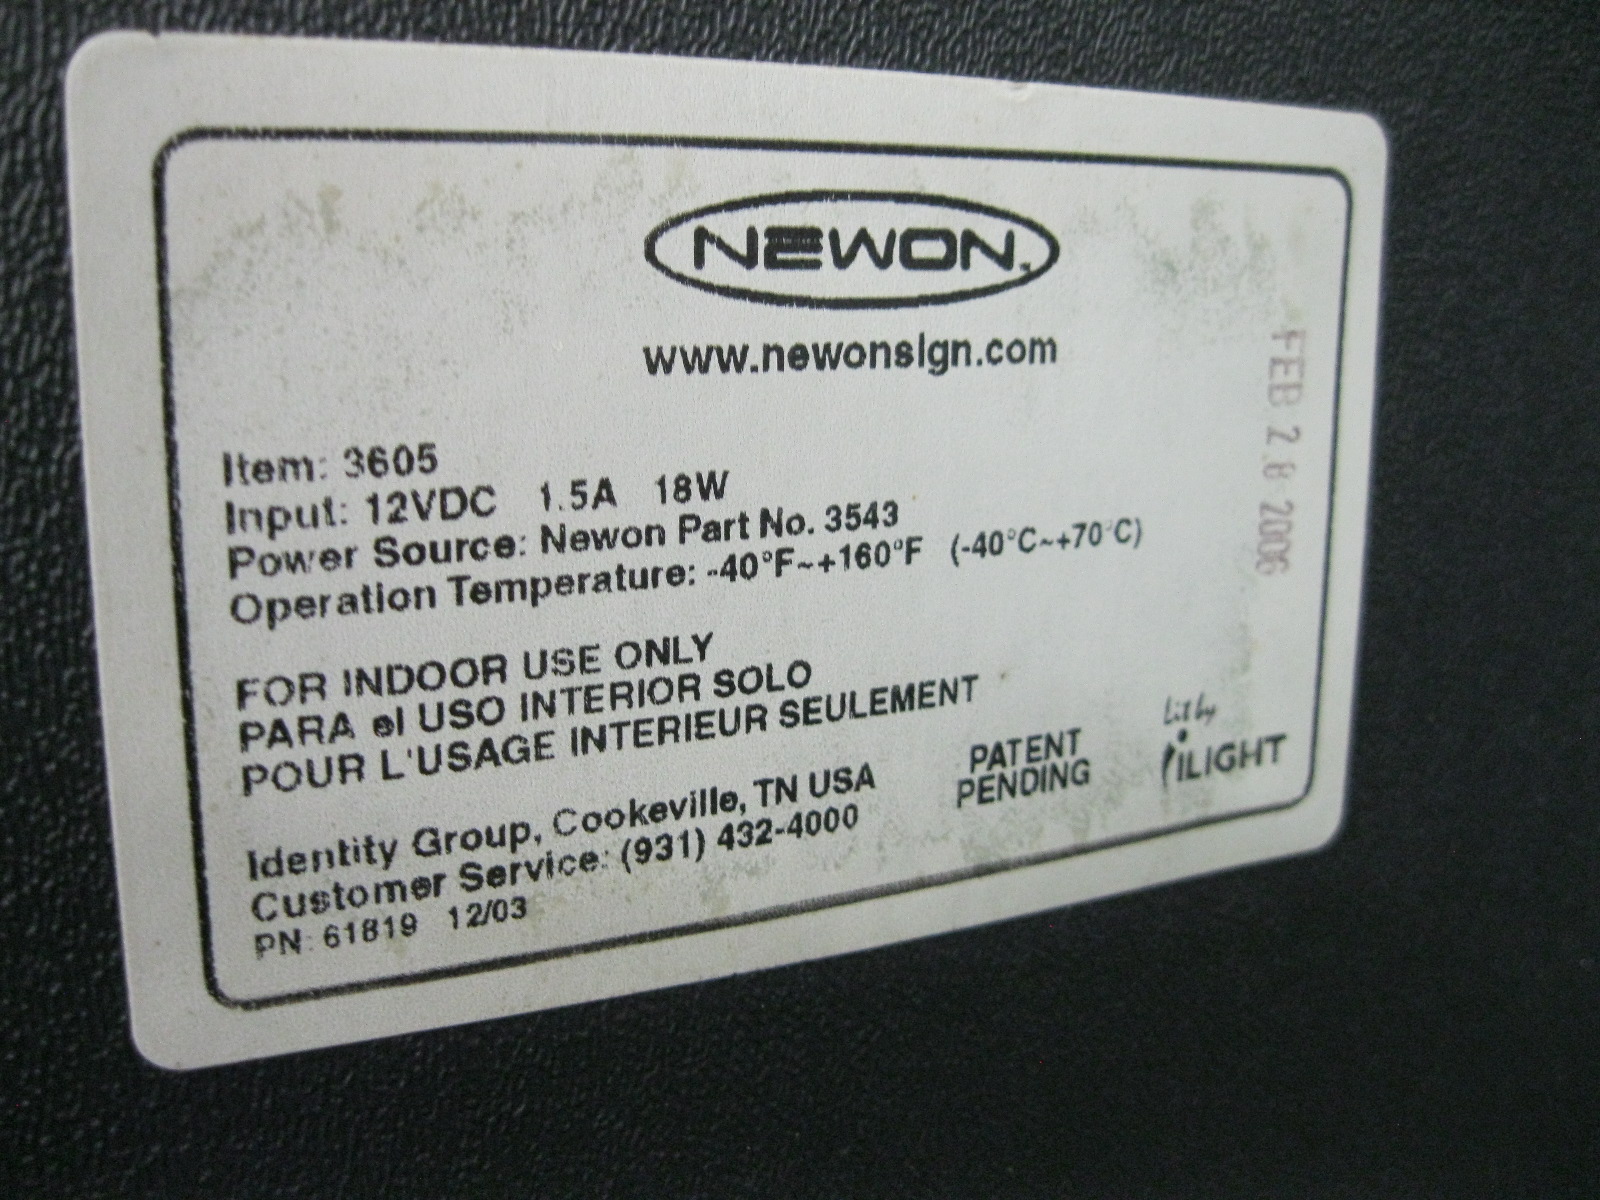 NEWON
www.newonsign.com
Item: 3605
Input: 12VDC 1.5A 18W
Power Source: Newon Part No. 3543
Operation Temperature: -40°F~+160°F (-40°C~+70°C)
FOR INDOOR USE ONLY
PARA el USO INTERIOR SOLO
POUR L'USAGE INTERIEUR SEULEMENT
Identity Group, Cookeville, TN USA
Customer Service: (931) 432-4000
PN: 61819 12/03
PATENT
PENDING
Lit by
iLIGHT
FEB 28 2006